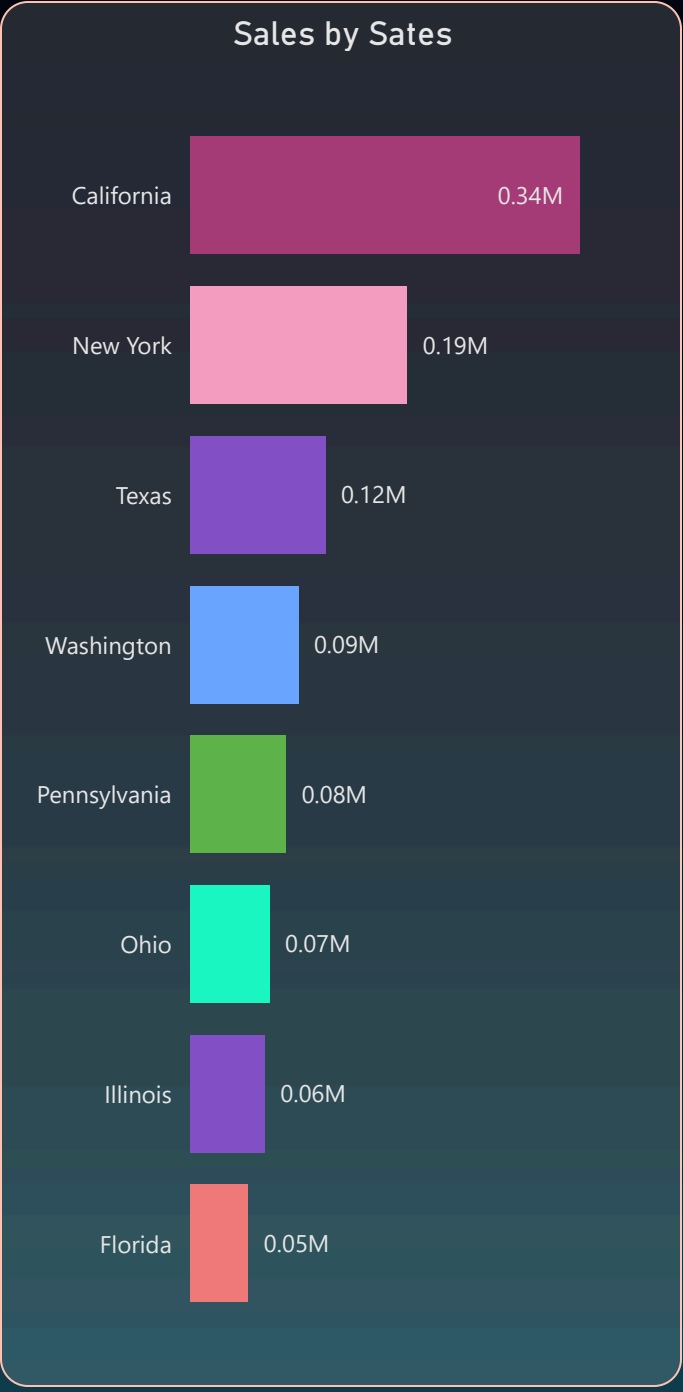 Sales by Sates
California 0.34M
New York 0.19M
Texas 0.12M
Washington 0.09M
Pennsylvania 0.08M
Ohio 0.07M
Illinois 0.06M
Florida 0.05M